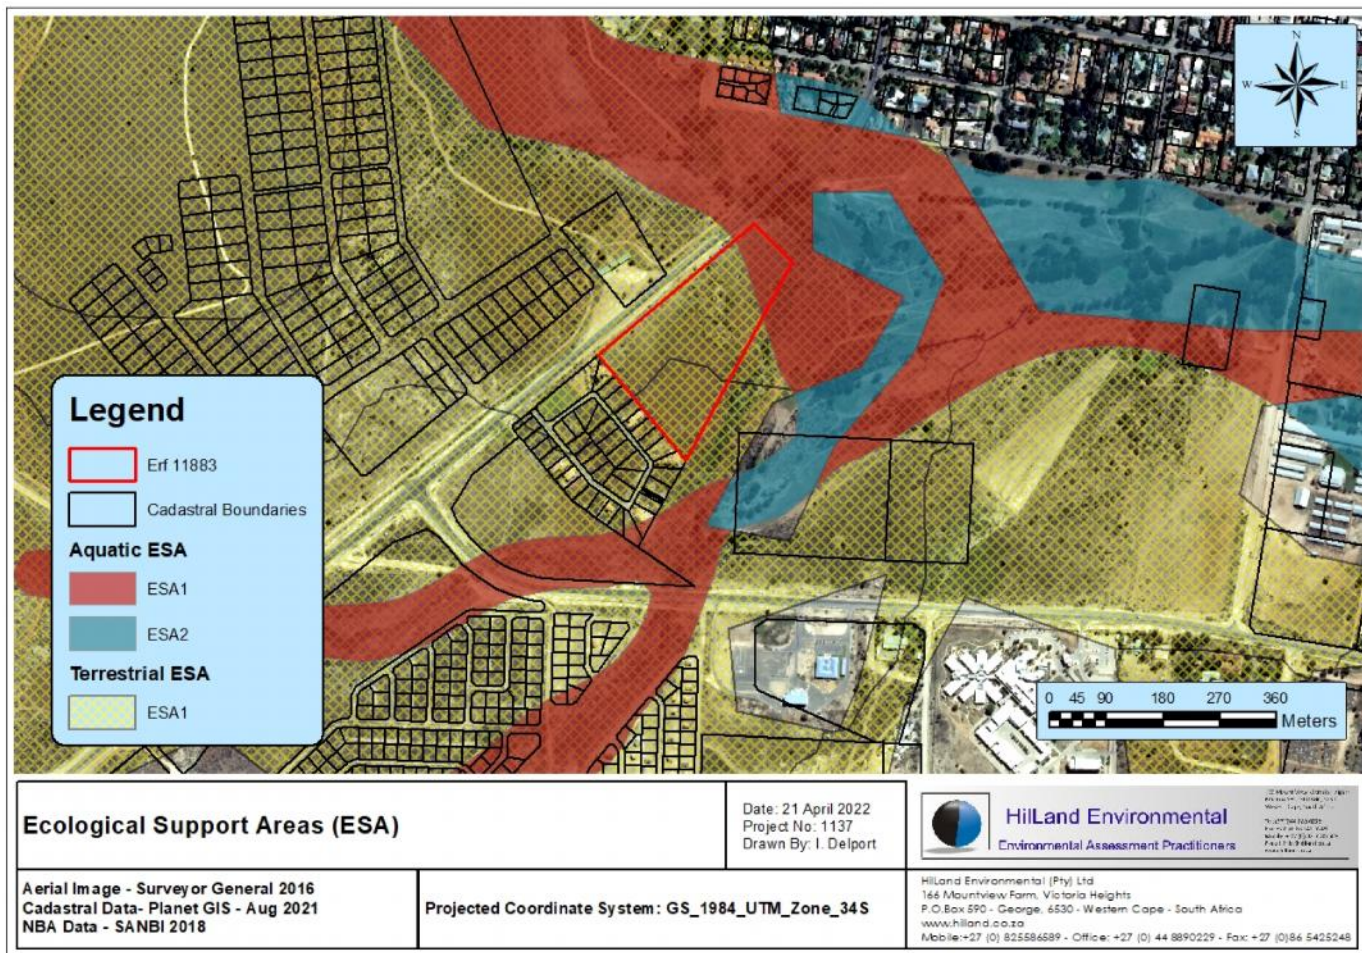 N
W E
S
Legend
Erf 11883
Cadastral Boundaries
Aquatic ESA
ESA1
ESA2
Terrestrial ESA
ESA1
0 45 90 180 270 360
Meters
Ecological Support Areas (ESA)
Date: 21 April 2022
Project No: 1137
Drawn By: I. Delport
HilLand Environmental
Environmental Assessment Practitioners
Aerial Image - Surveyor General 2016
Cadastral Data- Planet GIS - Aug 2021
NBA Data - SANBI 2018
Projected Coordinate System: GS_1984_UTM_Zone_34S
HilLand Environmental (Pty) Ltd
166 Mountview Farm, Victoria Heights
P.O.Box 590 - George, 6530 - Western Cape - South Africa
www.hilland.co.za
Mobile:+27 (0) 825586589 - Office: +27 (0) 44 8890229 - Fax: +27 (0)86 5425248